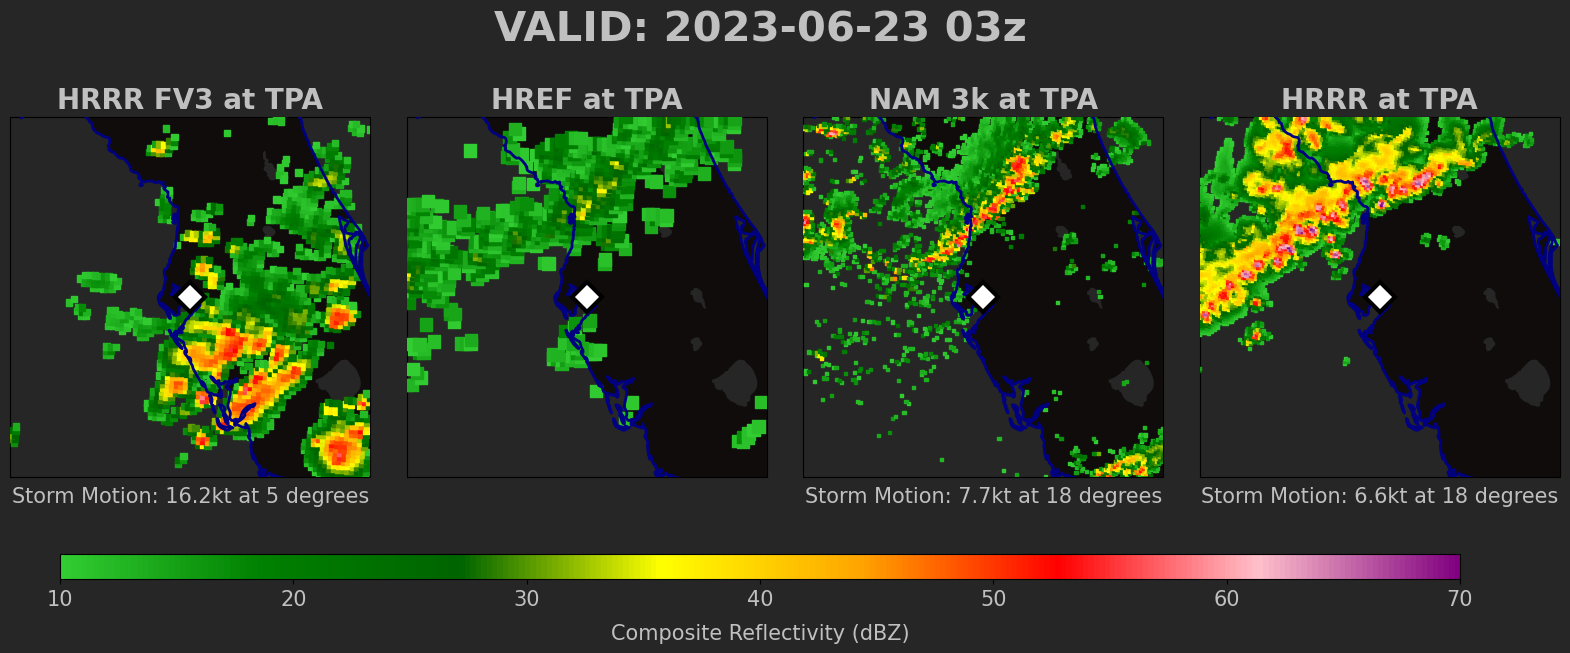 VALID: 2023-06-23 03z
HRRR FV3 at TPA
HREF at TPA
NAM 3k at TPA
HRRR at TPA
Storm Motion: 16.2kt at 5 degrees
Storm Motion: 7.7kt at 18 degrees
Storm Motion: 6.6kt at 18 degrees
10 20 30 40 50 60 70
Composite Reflectivity (dBZ)